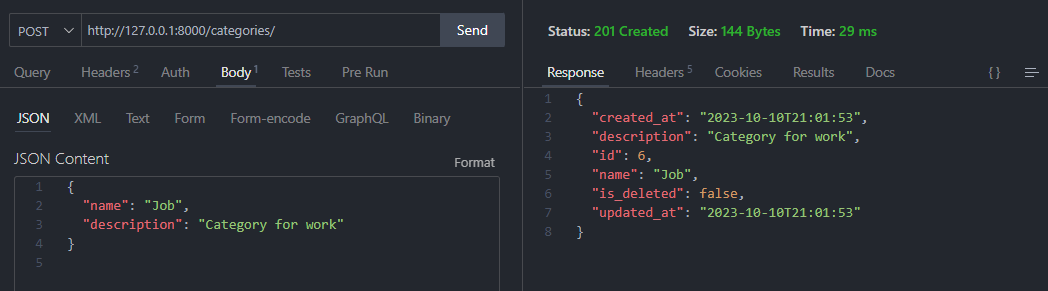 POST http://127.0.0.1:8000/categories/ Send
Query Headers 2 Auth Body 1 Tests Pre Run
JSON XML Text Form Form-encode GraphQL Binary
JSON Content Format
1 {
2 "name": "Job",
3 "description": "Category for work"
4 }
5
Status: 201 Created Size: 144 Bytes Time: 29 ms
Response Headers 5 Cookies Results Docs { }
1 {
2 "created_at": "2023-10-10T21:01:53",
3 "description": "Category for work",
4 "id": 6,
5 "name": "Job",
6 "is_deleted": false,
7 "updated_at": "2023-10-10T21:01:53"
8 }